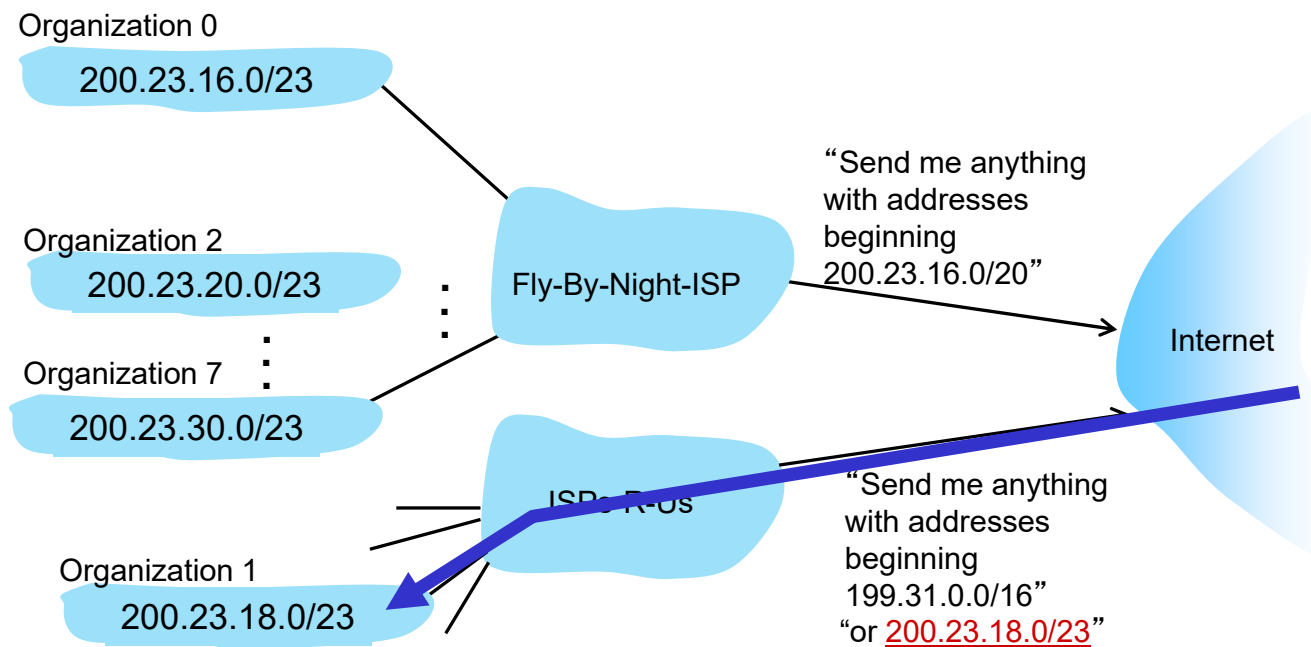 Organization 0
200.23.16.0/23
Organization 2
200.23.20.0/23
Organization 7
200.23.30.0/23
Fly-By-Night-ISP
“Send me anything
with addresses
beginning
200.23.16.0/20”
Internet
ISPs-R-Us
Organization 1
200.23.18.0/23
“Send me anything
with addresses
beginning
199.31.0.0/16”
“or 200.23.18.0/23”